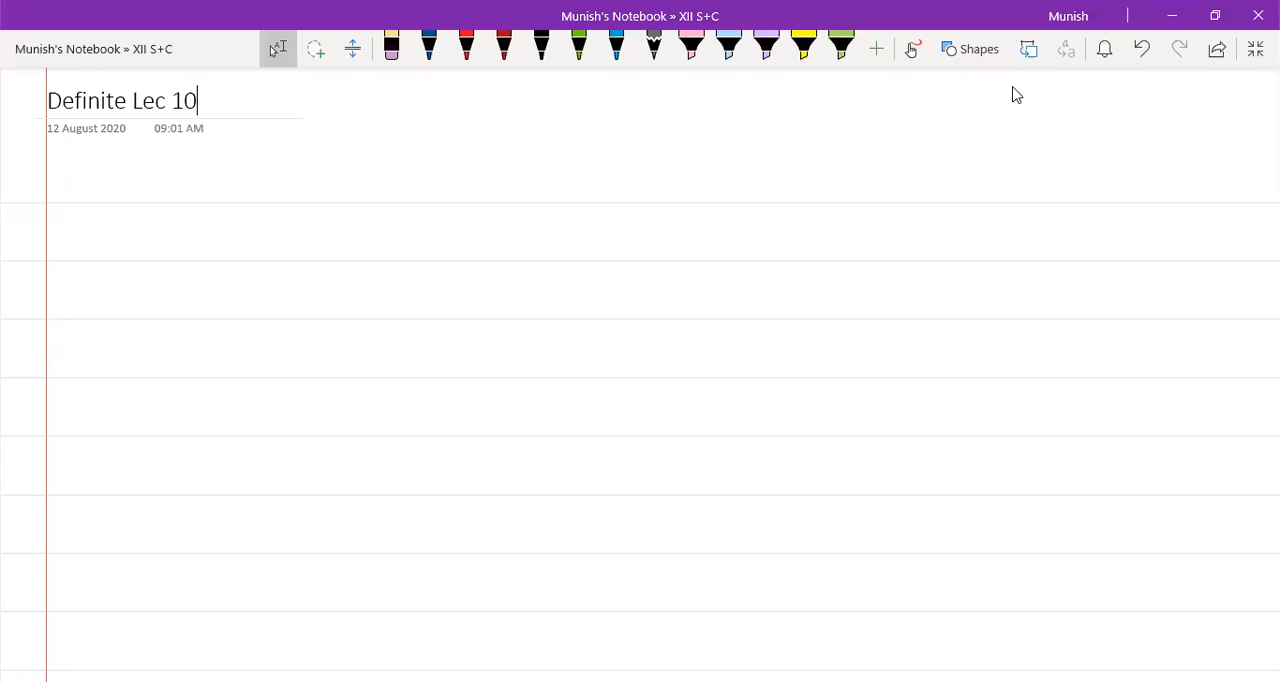 Munish's Notebook » XII S+C
Munish
Munish's Notebook » XII S+C
Shapes
Definite Lec 10
12 August 2020 09:01 AM